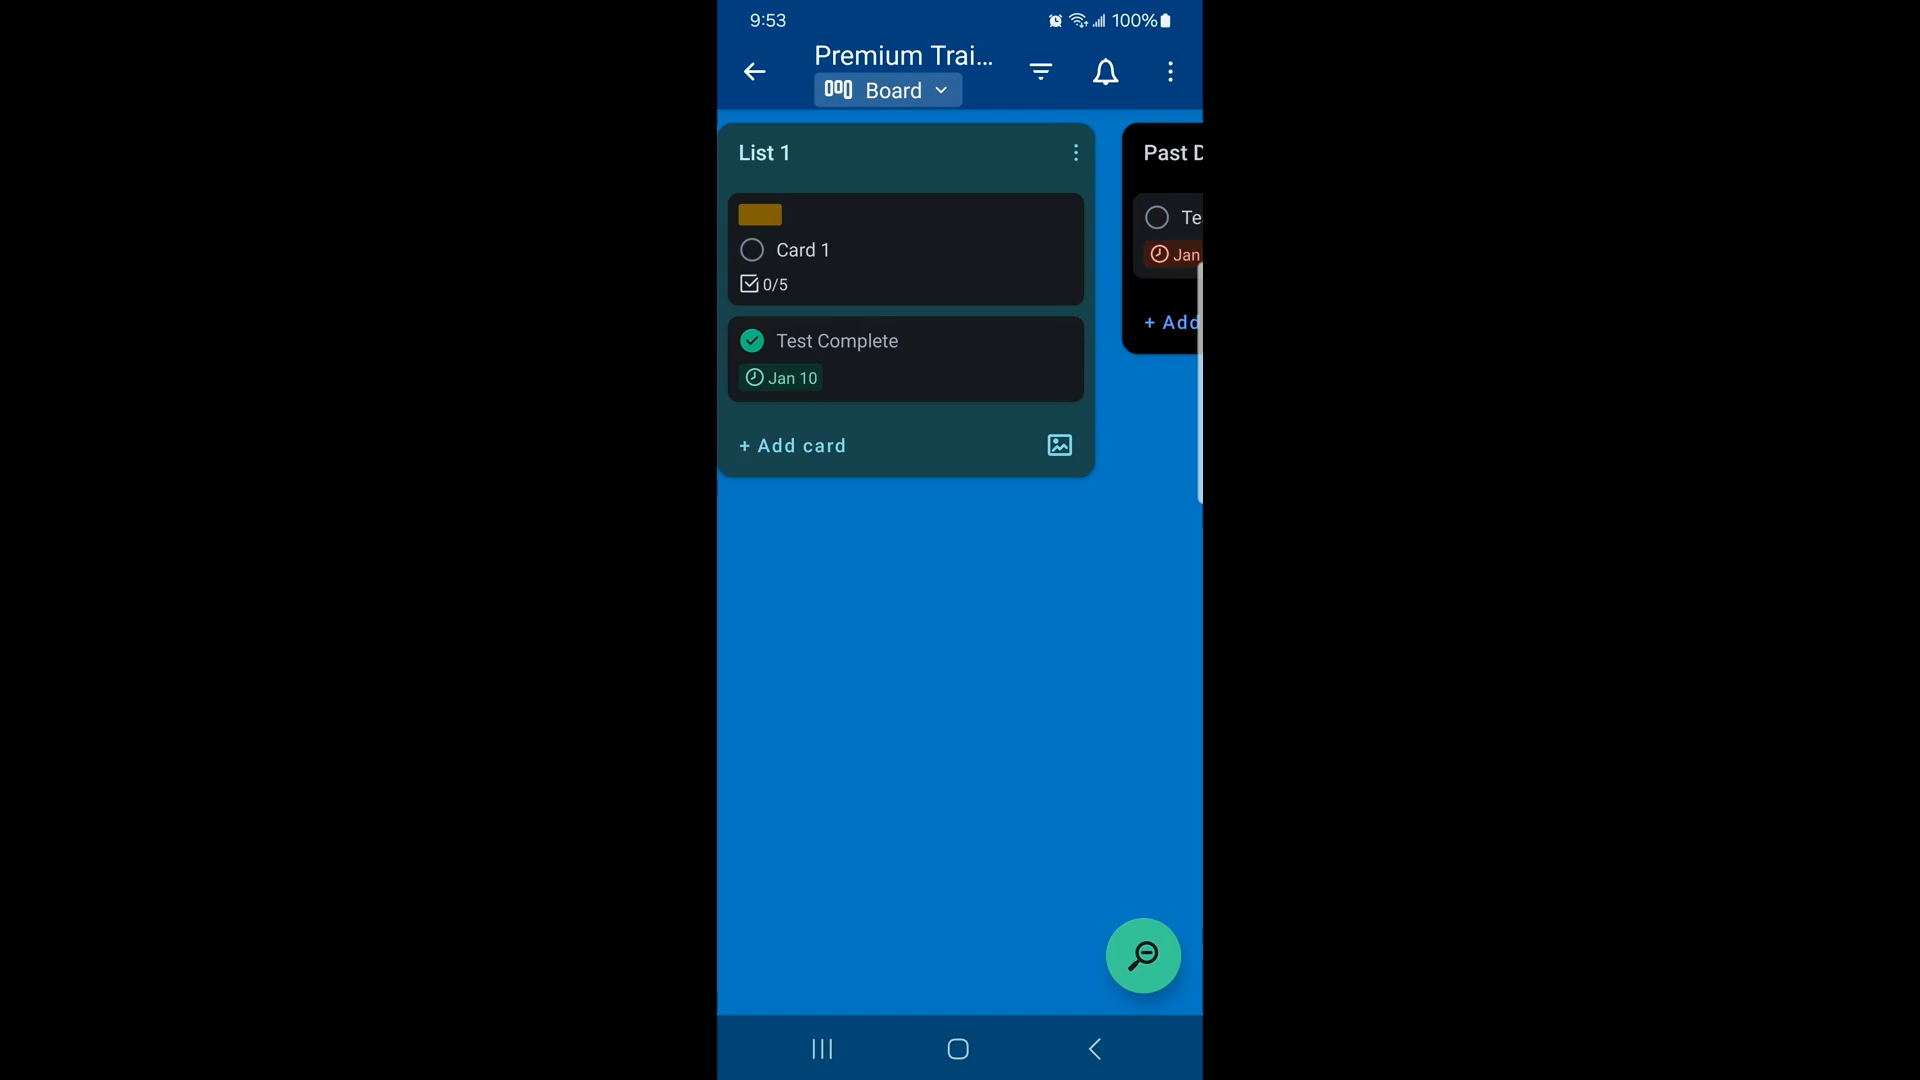 9:53
100%
Premium Trai...
Board
List 1
Card 1
0/5
Test Complete
Jan 10
+ Add card
Past D
Te
Jan
+ Add